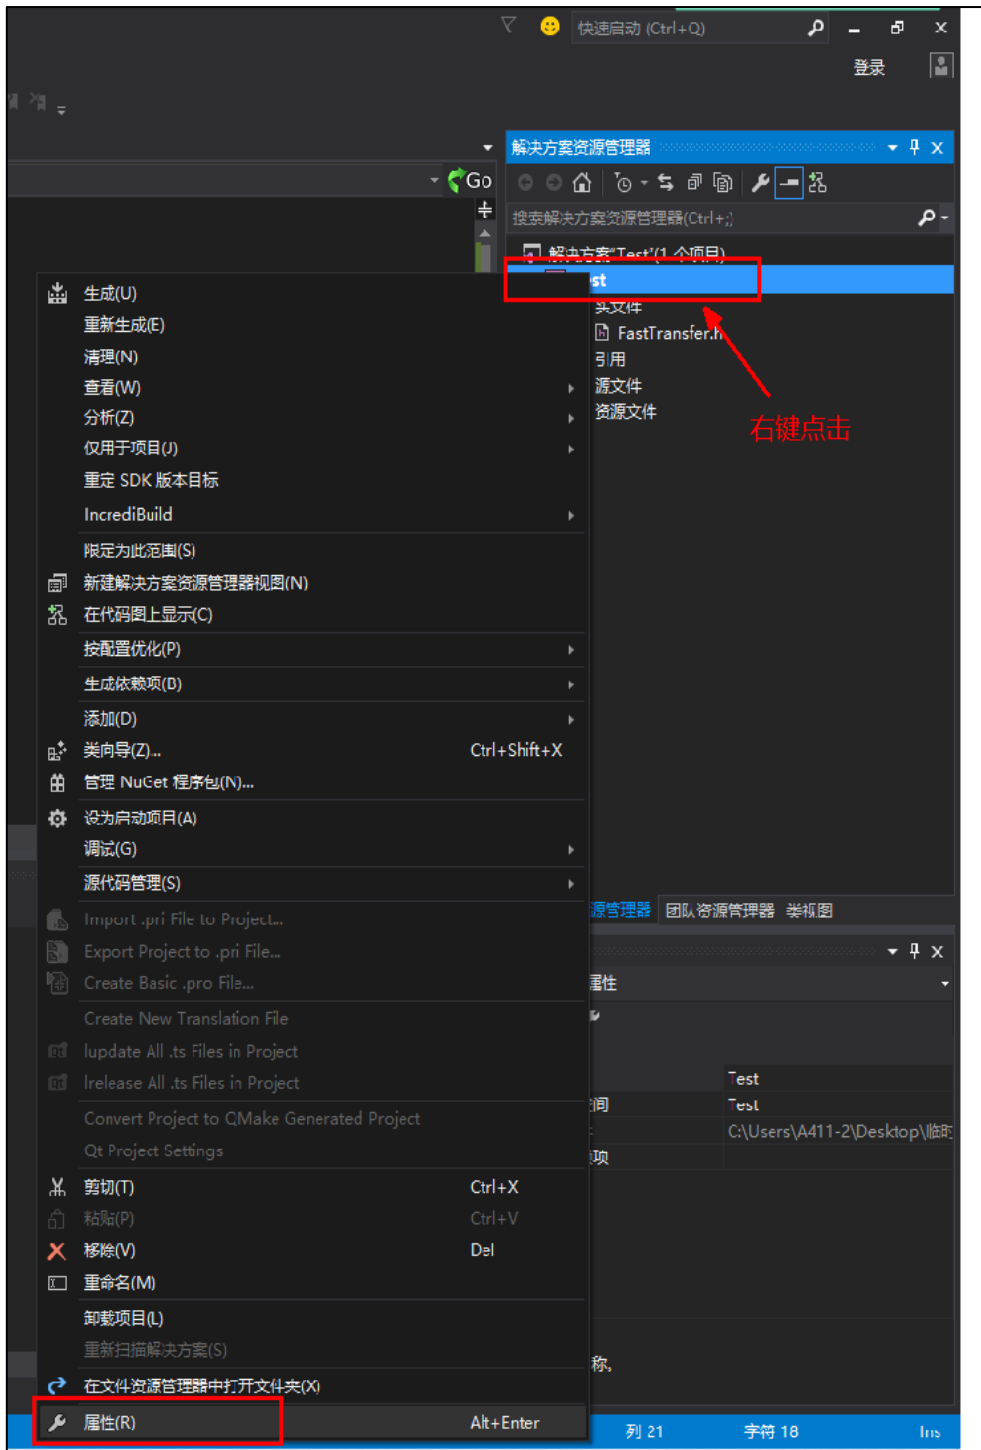 快速启动 (Ctrl+Q)
登录
解决方案资源管理器
Go
搜索解决方案资源管理器(Ctrl+;)
解决方案"Test"(1 个项目)
生成(U)
重新生成(E)
FastTransfer.h
清理(N)
引用
查看(W)
源文件
分析(Z)
资源文件
右键点击
仅用于项目(J)
重定 SDK 版本目标
IncrediBuild
限定为此范围(S)
新建解决方案资源管理器视图(N)
在代码图上显示(C)
按配置优化(P)
生成依赖项(B)
添加(D)
类向导(Z)... Ctrl+Shift+X
管理 NuGet 程序包(N)...
设为启动项目(A)
调试(G)
源代码管理(S)
源管理器 团队资源管理器 类视图
Import .pri File to Project...
Export Project to .pri File...
Create Basic .pro File...
属性
Create New Translation File
lupdate All .ts Files in Project
lrelease All .ts Files in Project
Test
间 Test
Convert Project to QMake Generated Project
C:\Users\A411-2\Desktop\临时
Qt Project Settings
项
剪切(T) Ctrl+X
粘贴(P) Ctrl+V
移除(V) Del
重命名(M)
卸载项目(L)
重新扫描解决方案(S)
称。
在文件资源管理器中打开文件夹(X)
属性(R) Alt+Enter
列 21 字符 18 Ins